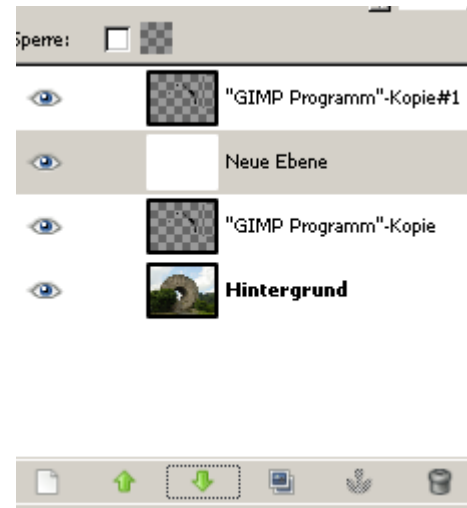 Sperre:
"GIMP Programm"-Kopie#1
Neue Ebene
"GIMP Programm"-Kopie
Hintergrund